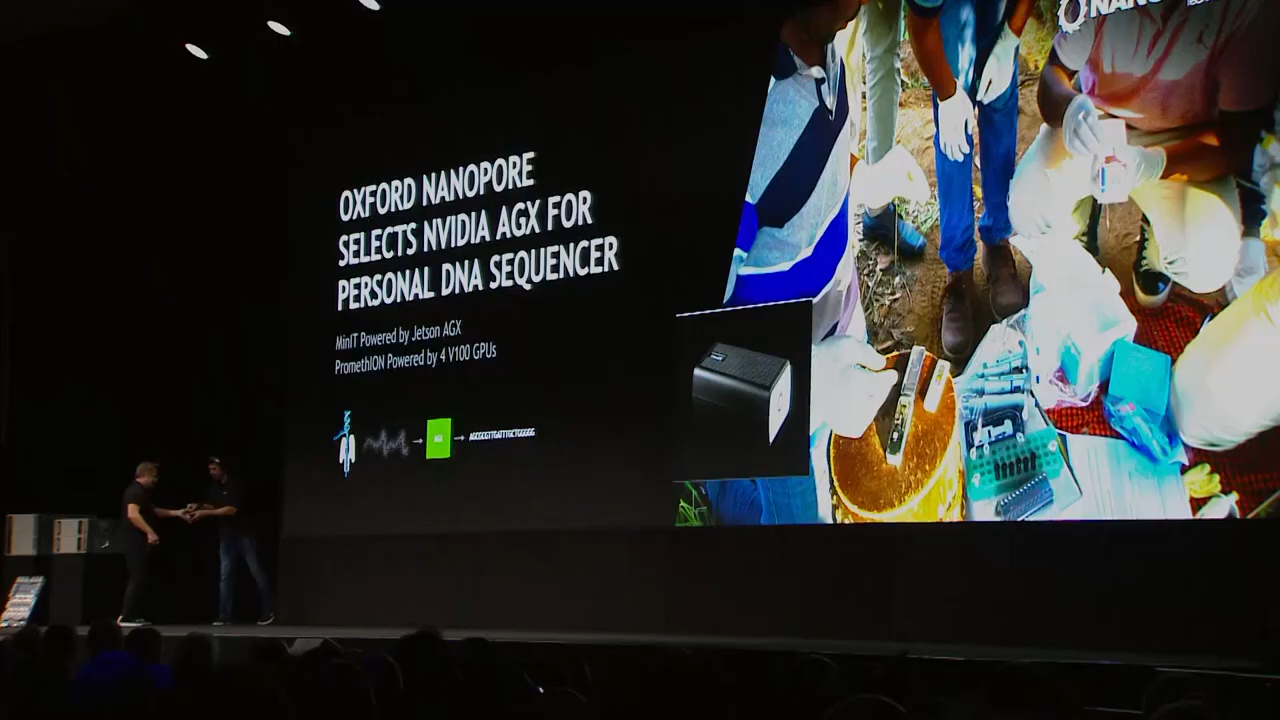 OXFORD NANOPORE
SELECTS NVIDIA AGX FOR
PERSONAL DNA SEQUENCER
MinIT Powered by Jetson AGX
PromethION Powered by 4 V100 GPUs
AGX